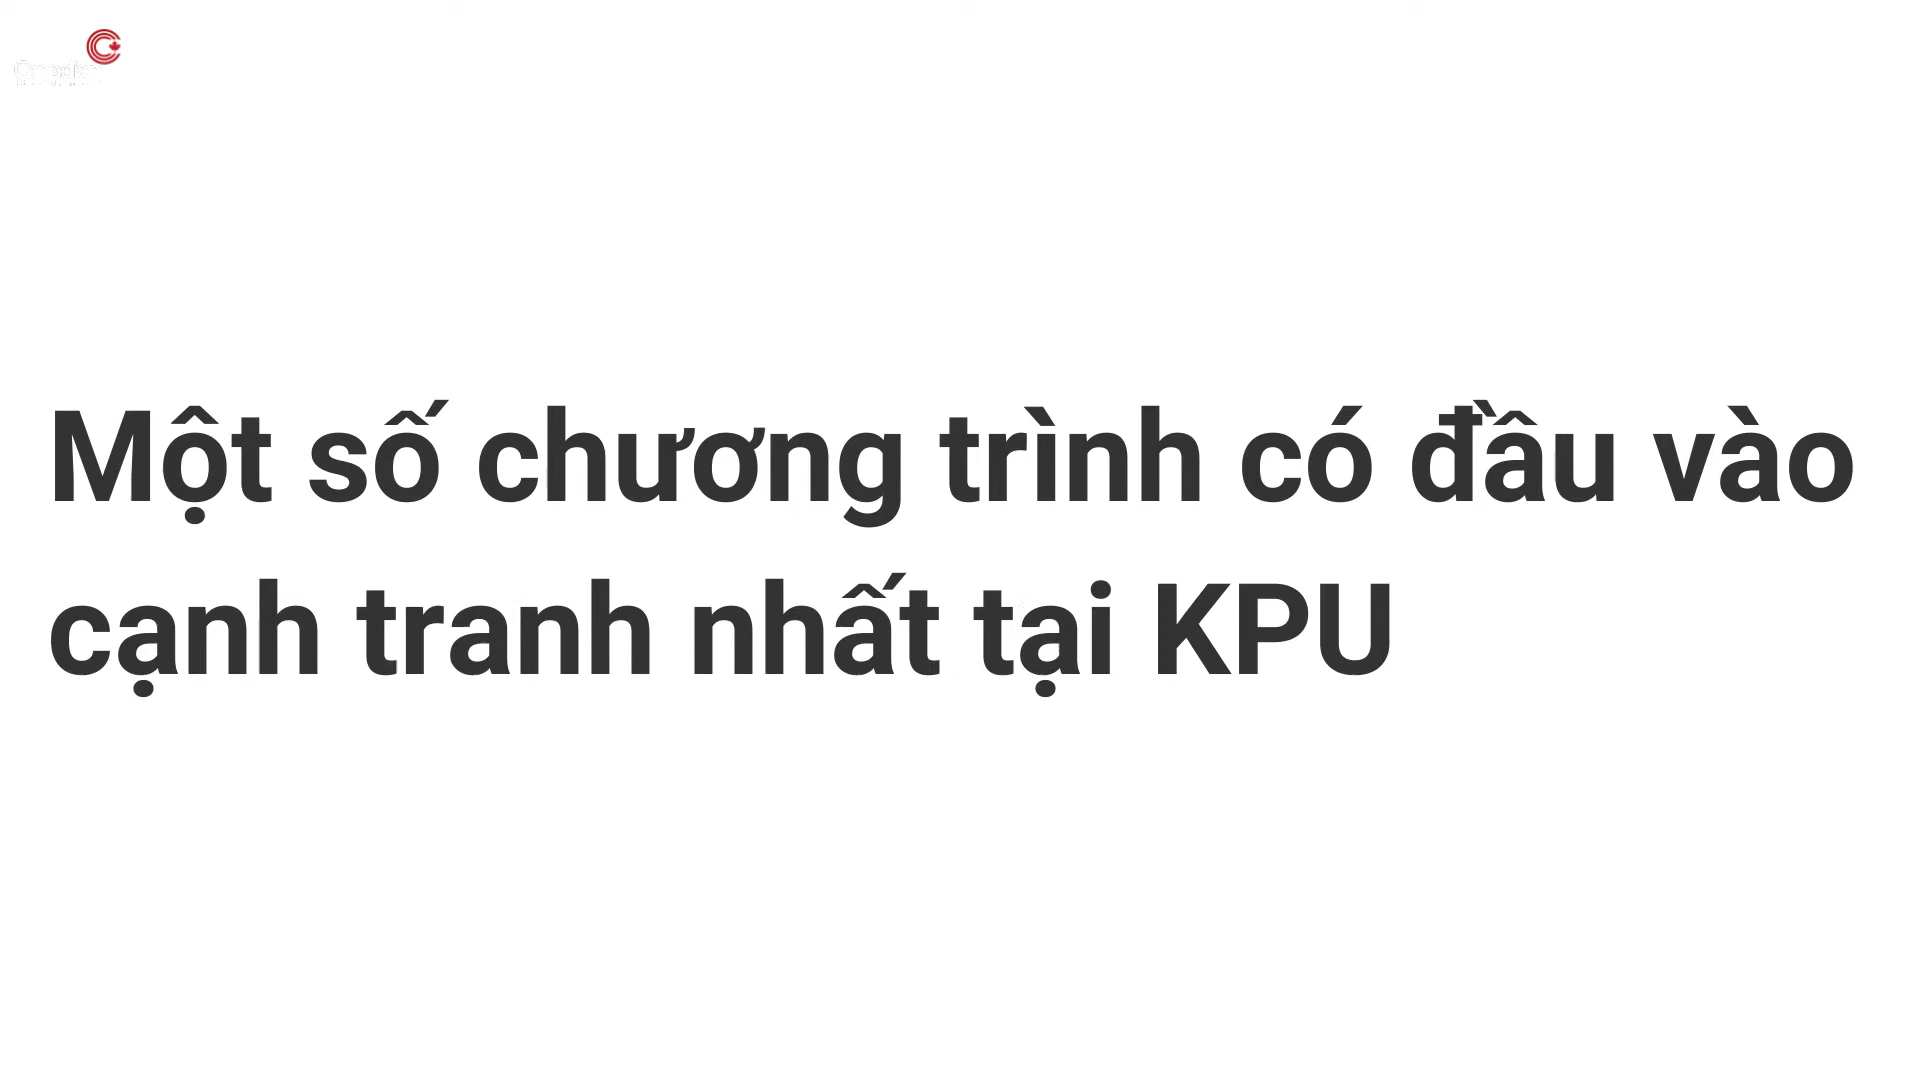 Một số chương trình có đầu vào
cạnh tranh nhất tại KPU